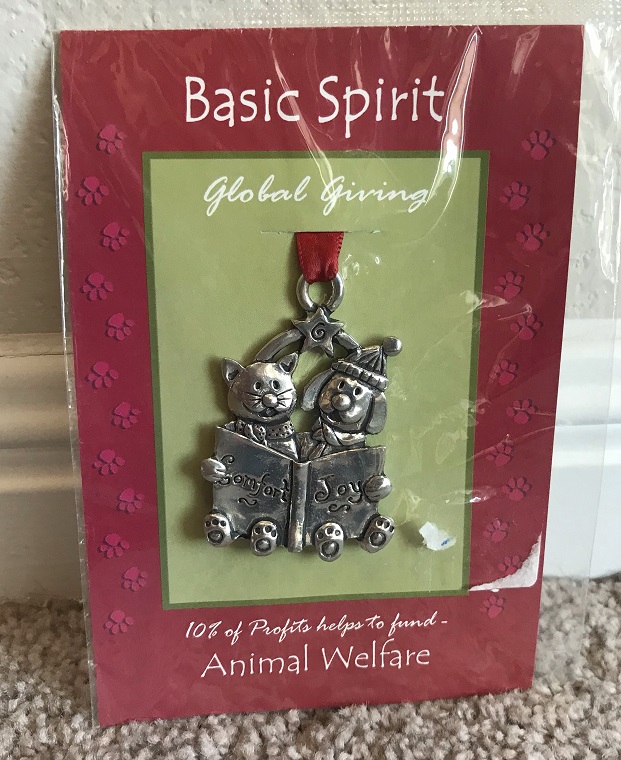 Basic Spirit
Global Giving
Comfort Joy
10% of Profits helps to fund -
Animal Welfare